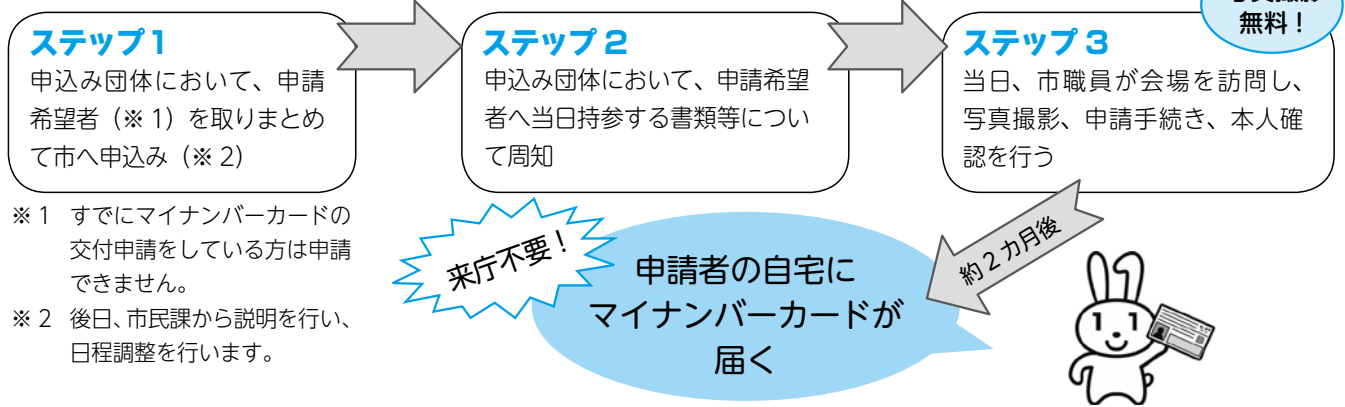 ステップ1
申込み団体において、申請
希望者（※1）を取りまとめ
て市へ申込み（※2）
ステップ2
申込み団体において、申請希望
者へ当日持参する書類等につい
て周知
無料！
ステップ3
当日、市職員が会場を訪問し、
写真撮影、申請手続き、本人確
認を行う
※1 すでにマイナンバーカードの
交付申請をしている方は申請
できません。
※2 後日、市民課から説明を行い、
日程調整を行います。
来庁不要！
申請者の自宅に
マイナンバーカードが
届く
約2カ月後